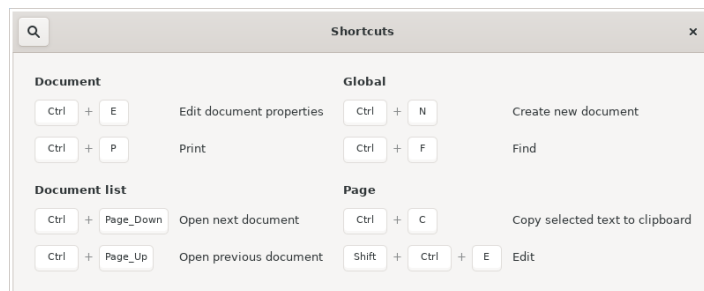 Shortcuts ×
Document
Ctrl + E Edit document properties
Ctrl + P Print
Document list
Ctrl + Page_Down Open next document
Ctrl + Page_Up Open previous document
Global
Ctrl + N Create new document
Ctrl + F Find
Page
Ctrl + C Copy selected text to clipboard
Shift + Ctrl + E Edit